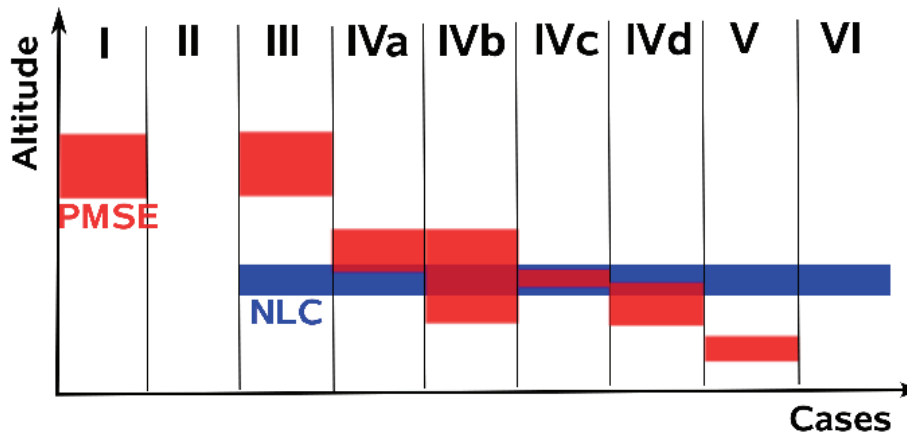 I II III IVa IVb IVc IVd V VI
Altitude
PMSE
NLC
Cases